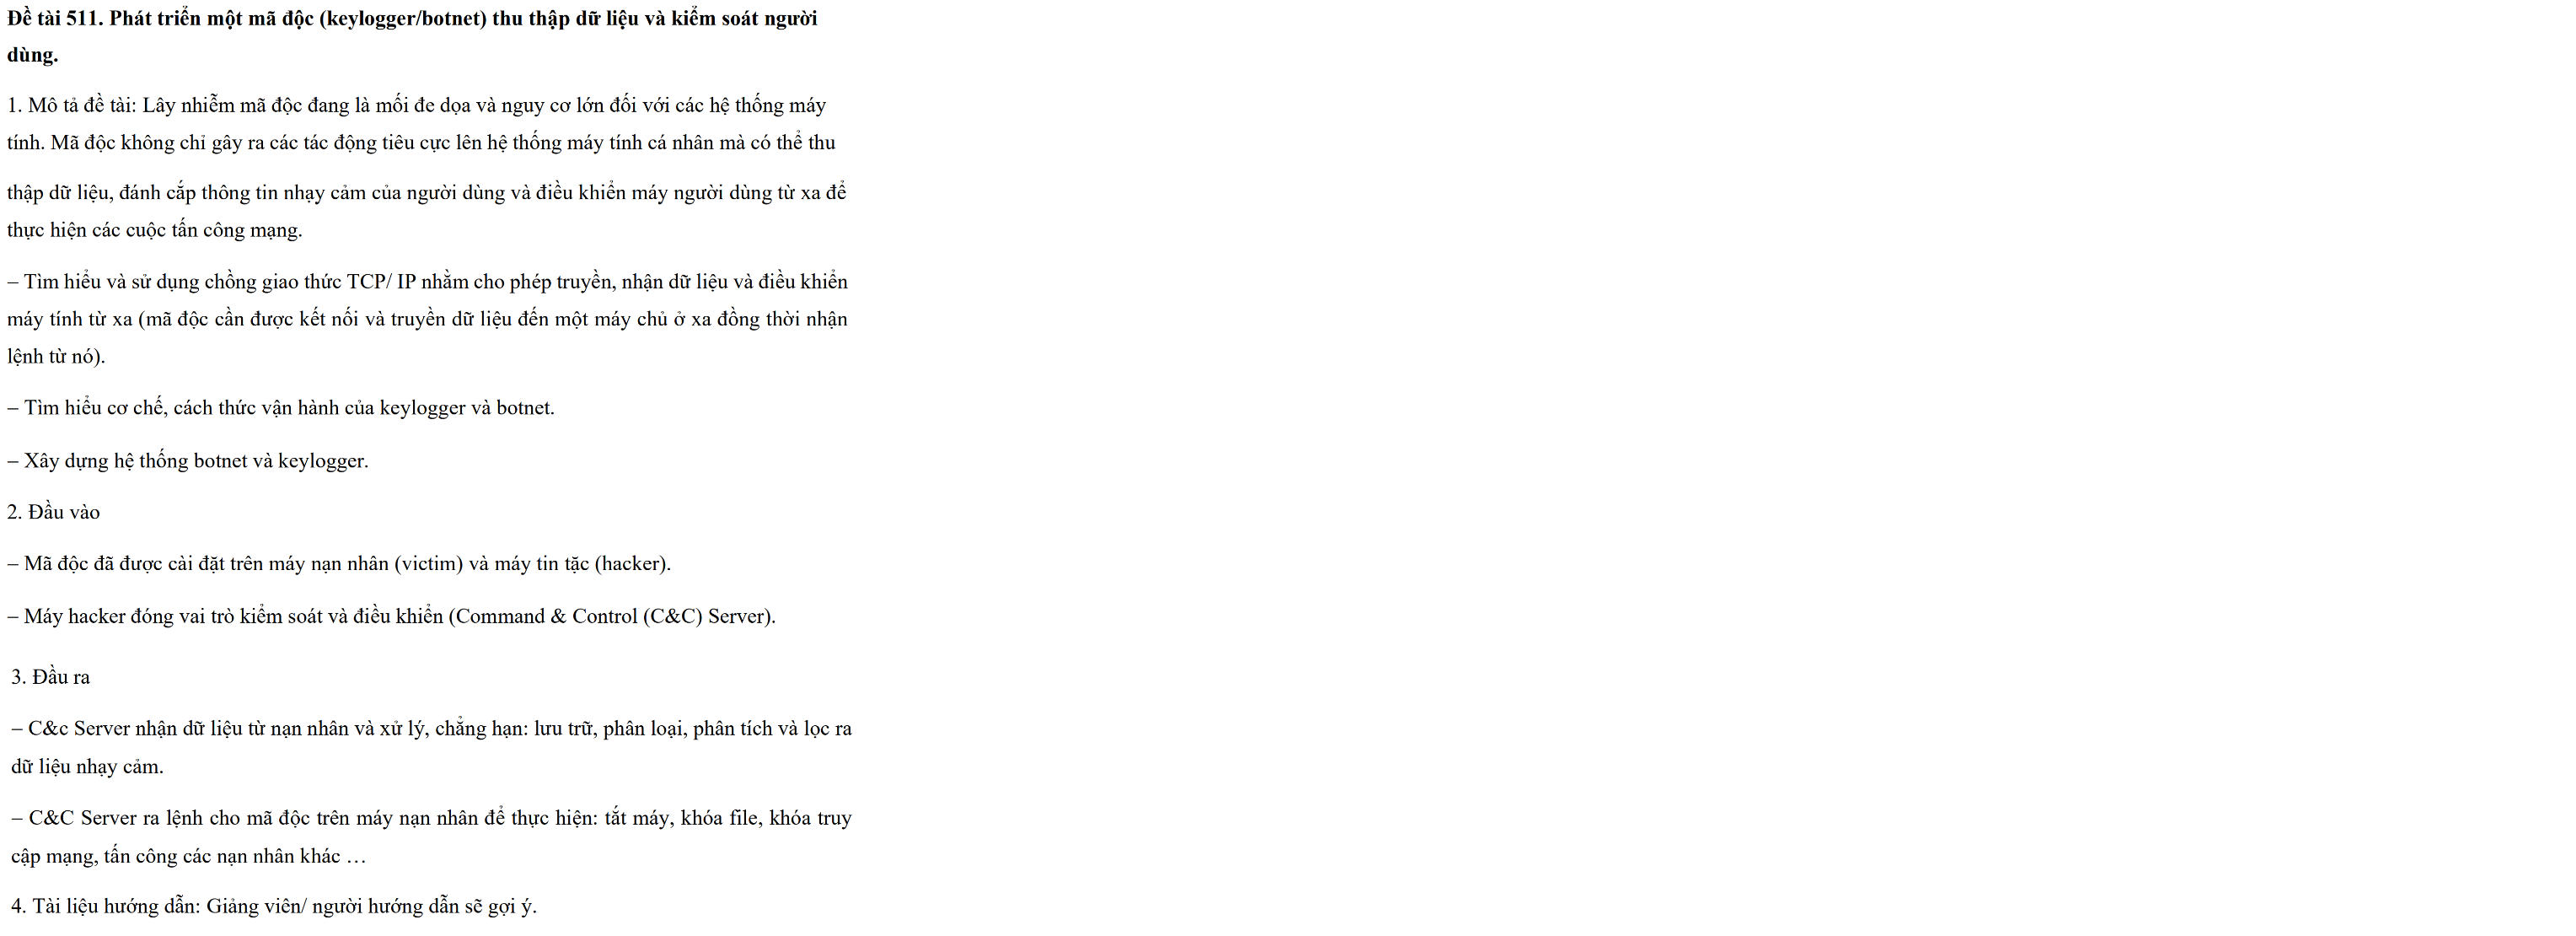 Đề tài 511. Phát triển một mã độc (keylogger/botnet) thu thập dữ liệu và kiểm soát người
dùng.
1. Mô tả đề tài: Lây nhiễm mã độc đang là mối đe dọa và nguy cơ lớn đối với các hệ thống máy
tính. Mã độc không chỉ gây ra các tác động tiêu cực lên hệ thống máy tính cá nhân mà có thể thu
thập dữ liệu, đánh cắp thông tin nhạy cảm của người dùng và điều khiển máy người dùng từ xa để
thực hiện các cuộc tấn công mạng.
– Tìm hiểu và sử dụng chồng giao thức TCP/ IP nhằm cho phép truyền, nhận dữ liệu và điều khiển
máy tính từ xa (mã độc cần được kết nối và truyền dữ liệu đến một máy chủ ở xa đồng thời nhận
lệnh từ nó).
– Tìm hiểu cơ chế, cách thức vận hành của keylogger và botnet.
– Xây dựng hệ thống botnet và keylogger.
2. Đầu vào
– Mã độc đã được cài đặt trên máy nạn nhân (victim) và máy tin tặc (hacker).
– Máy hacker đóng vai trò kiểm soát và điều khiển (Command & Control (C&C) Server).
3. Đầu ra
– C&c Server nhận dữ liệu từ nạn nhân và xử lý, chẳng hạn: lưu trữ, phân loại, phân tích và lọc ra
dữ liệu nhạy cảm.
– C&C Server ra lệnh cho mã độc trên máy nạn nhân để thực hiện: tắt máy, khóa file, khóa truy
cập mạng, tấn công các nạn nhân khác …
4. Tài liệu hướng dẫn: Giảng viên/ người hướng dẫn sẽ gợi ý.